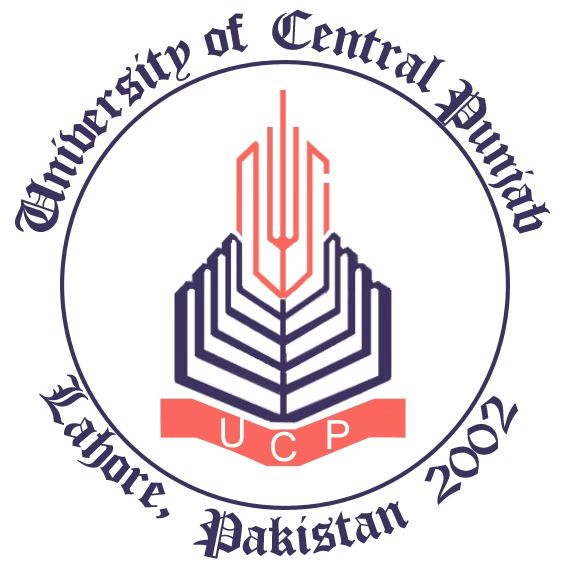 University of Central Punjab
UCP
Lahore, Pakistan 2002